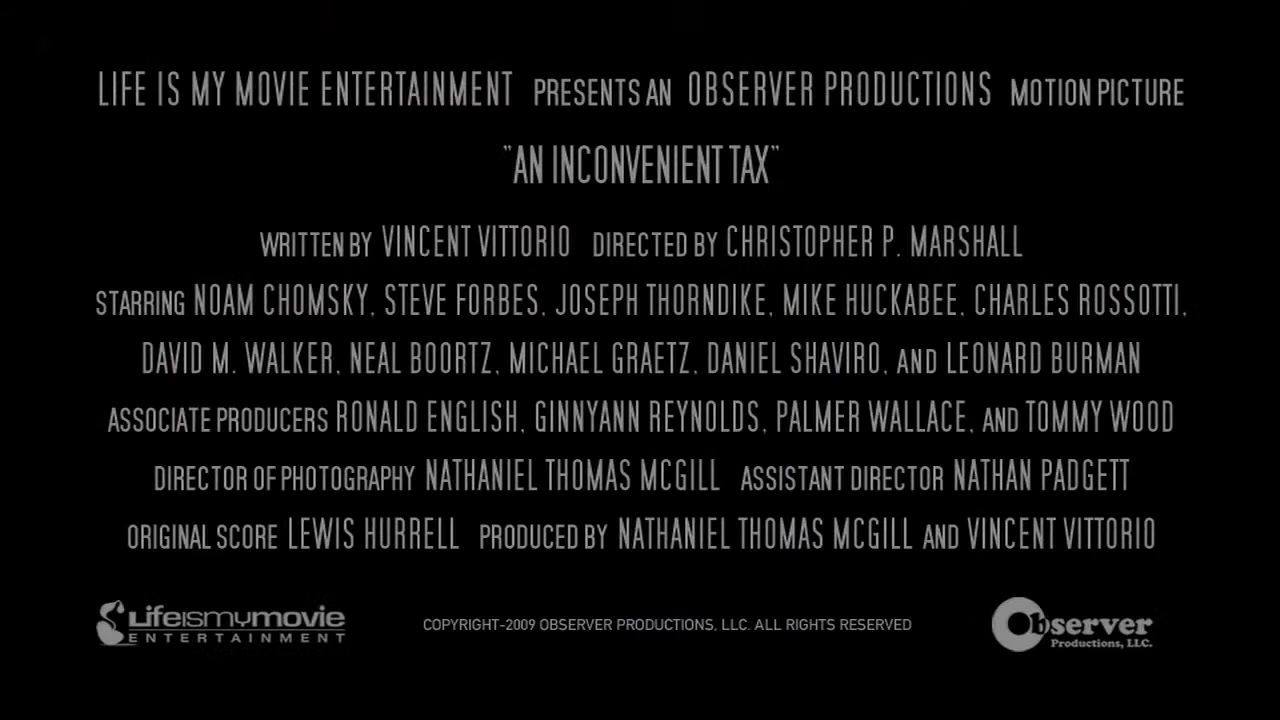 LIFE IS MY MOVIE ENTERTAINMENT PRESENTS AN OBSERVER PRODUCTIONS MOTION PICTURE
"AN INCONVENIENT TAX"
WRITTEN BY VINCENT VITTORIO DIRECTED BY CHRISTOPHER P. MARSHALL
STARRING NOAM CHOMSKY, STEVE FORBES, JOSEPH THORNDIKE, MIKE HUCKABEE, CHARLES ROSSOTTI,
DAVID M. WALKER, NEAL BOORTZ, MICHAEL GRAETZ, DANIEL SHAVIRO, AND LEONARD BURMAN
ASSOCIATE PRODUCERS RONALD ENGLISH, GINNYANN REYNOLDS, PALMER WALLACE, AND TOMMY WOOD
DIRECTOR OF PHOTOGRAPHY NATHANIEL THOMAS MCGILL ASSISTANT DIRECTOR NATHAN PADGETT
ORIGINAL SCORE LEWIS HURRELL PRODUCED BY NATHANIEL THOMAS MCGILL AND VINCENT VITTORIO
Lifeismymovie
ENTERTAINMENT
COPYRIGHT-2009 OBSERVER PRODUCTIONS, LLC. ALL RIGHTS RESERVED
Observer
Productions, LLC.